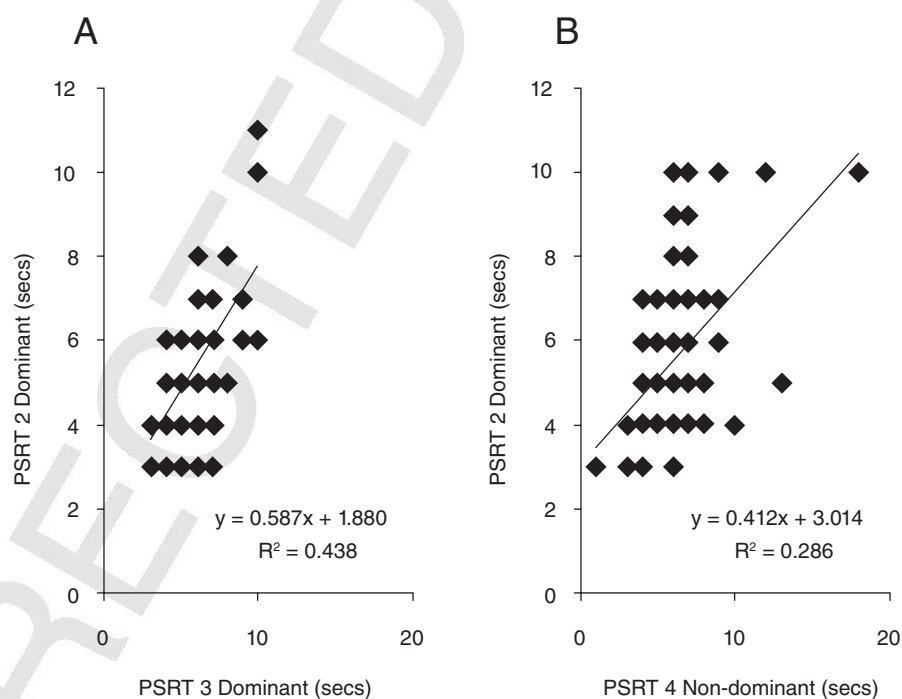 A
12
10
8
6
4
2
0
PSRT 2 Dominant (secs)
y = 0.587x + 1.880
R² = 0.438
0 10 20
PSRT 3 Dominant (secs)
B
12
10
8
6
4
2
0
PSRT 2 Dominant (secs)
y = 0.412x + 3.014
R² = 0.286
0 10 20
PSRT 4 Non-dominant (secs)
RECTED